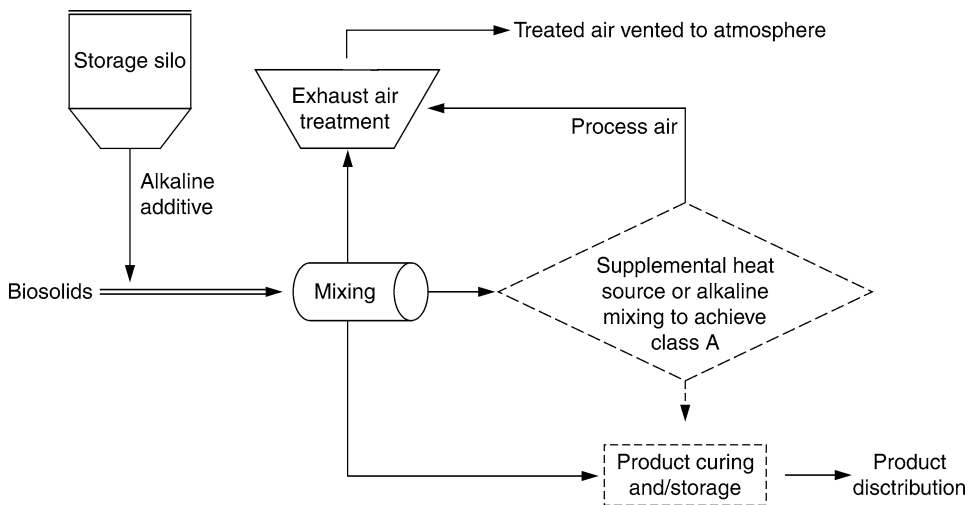 Storage silo
Treated air vented to atmosphere
Exhaust air
treatment
Process air
Alkaline
additive
Biosolids
Mixing
Supplemental heat
source or alkaline
mixing to achieve
class A
Product curing
and/storage
Product
disctribution